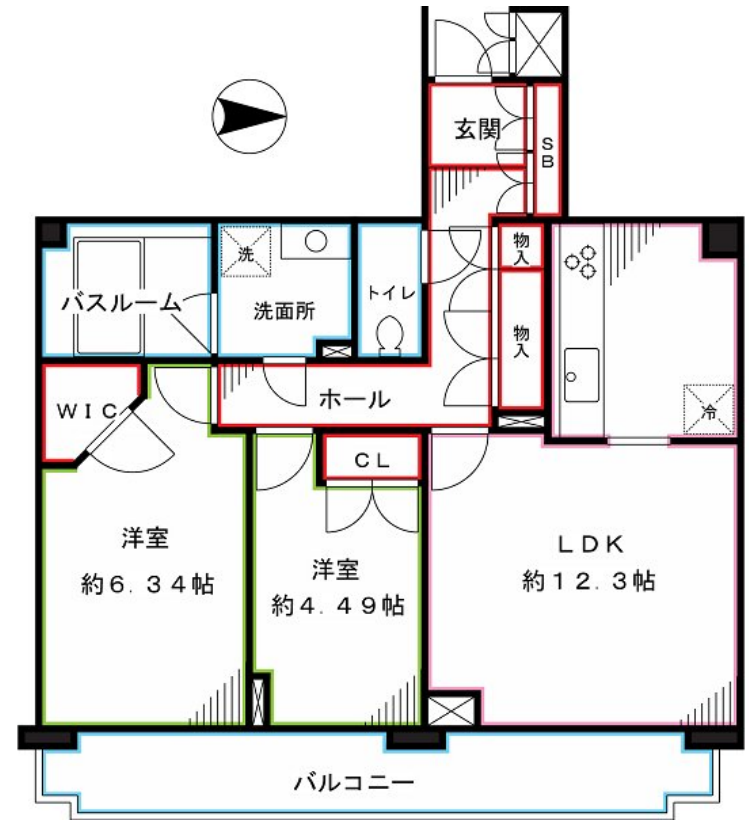 玄関
SB
物入
洗
トイレ
バスルーム
洗面所
物入
ホール
冷
WIC
CL
洋室
約6.34帖
洋室
約4.49帖
LDK
約12.3帖
バルコニー